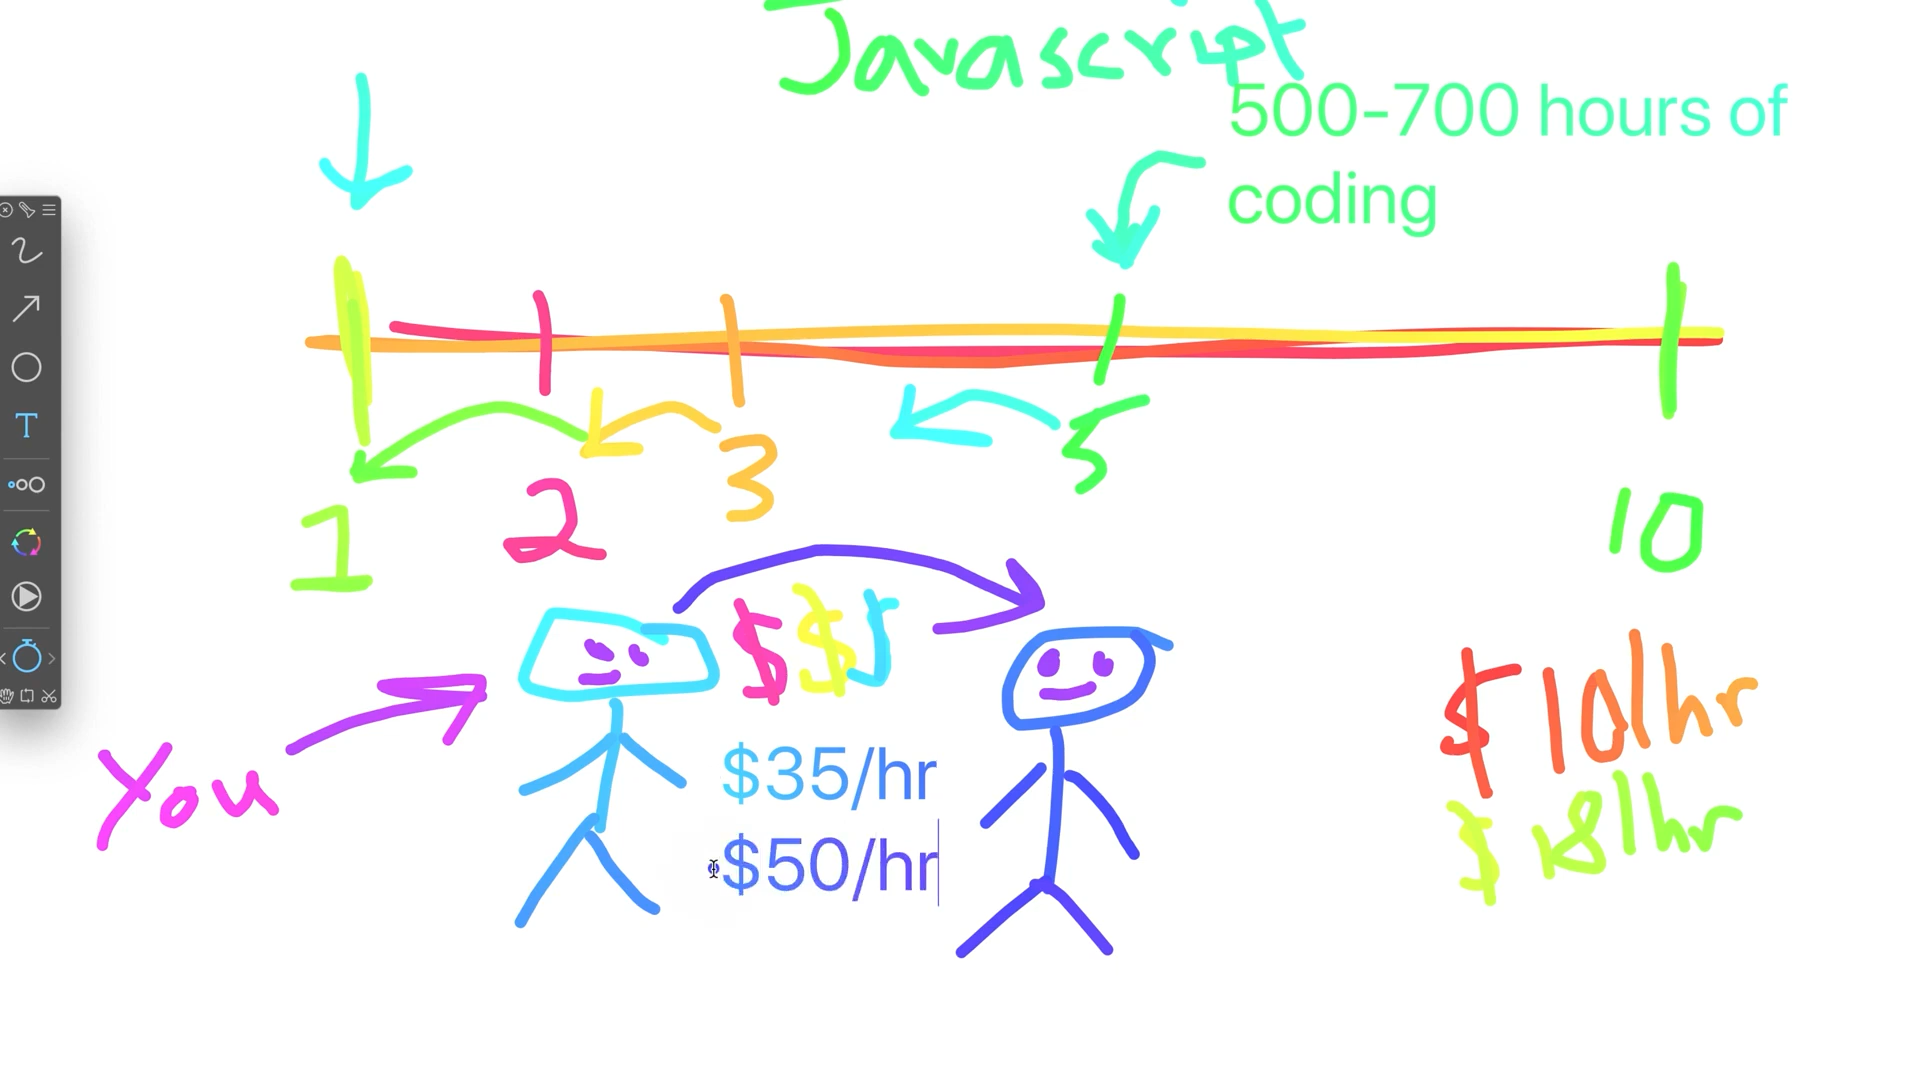 Javascript
500-700 hours of
coding
1 2 3 5 10
$$$
$10/hr
You
$35/hr
$18/hr
$50/hr